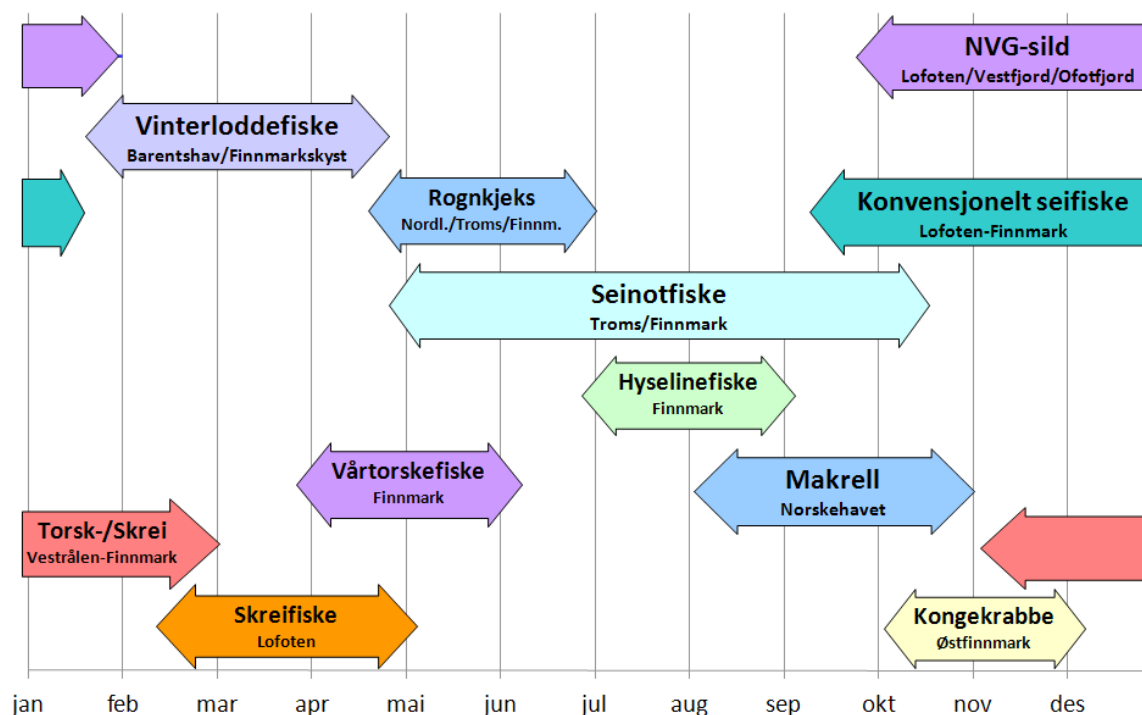 NVG-sild
Lofoten/Vestfjord/Ofotfjord
Vinterloddefiske
Barentshav/Finnmarkskyst
Rognkjeks
Nordl./Troms/Finnm.
Konvensjonelt seifiske
Lofoten-Finnmark
Seinotfiske
Troms/Finnmark
Hyselinefiske
Finnmark
Vårtorskefiske
Finnmark
Makrell
Norskehavet
Torsk-/Skrei
Vestrålen-Finnmark
Skreifiske
Lofoten
Kongekrabbe
Østfinnmark
jan feb mar apr mai jun jul aug sep okt nov des